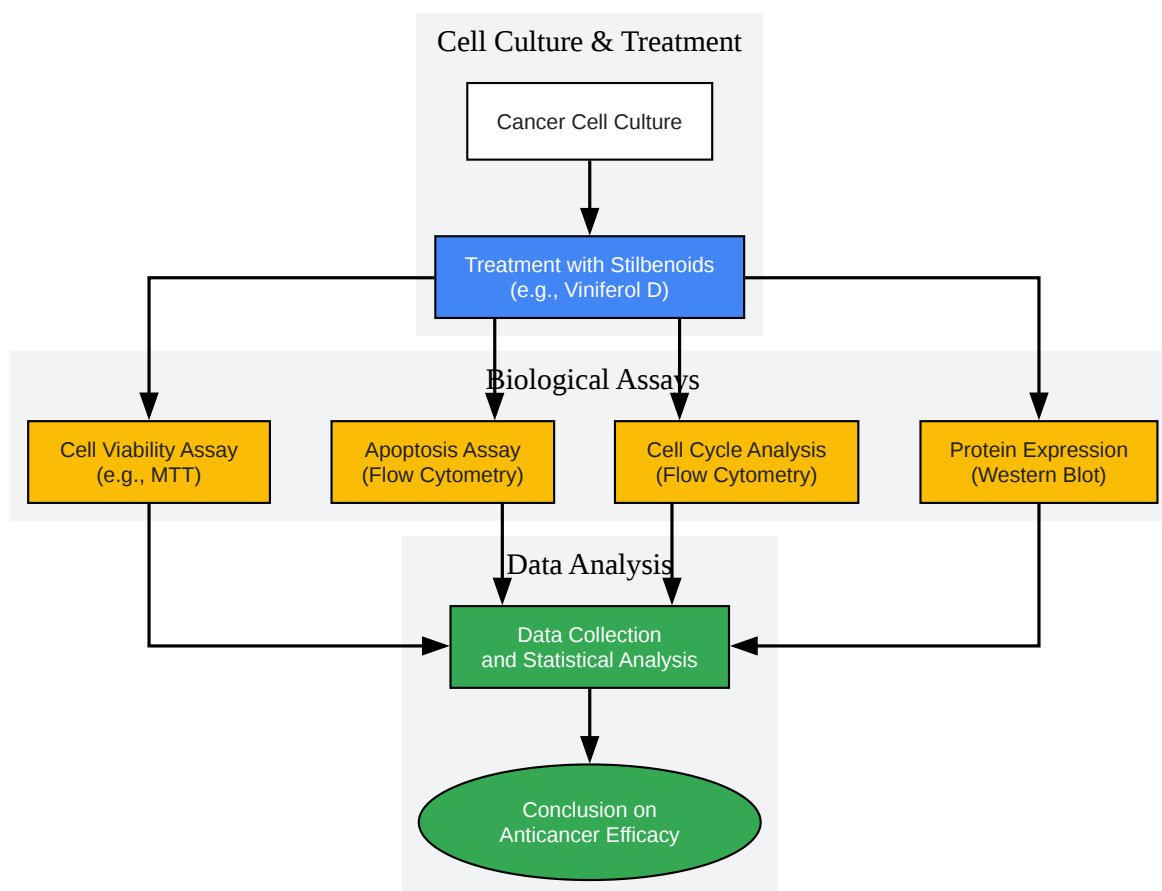 Cell Culture & Treatment
Cancer Cell Culture
Treatment with Stilbenoids
(e.g., Viniferol D)
Biological Assays
Cell Viability Assay
(e.g., MTT)
Apoptosis Assay
(Flow Cytometry)
Cell Cycle Analysis
(Flow Cytometry)
Protein Expression
(Western Blot)
Data Analysis
Data Collection
and Statistical Analysis
Conclusion on
Anticancer Efficacy